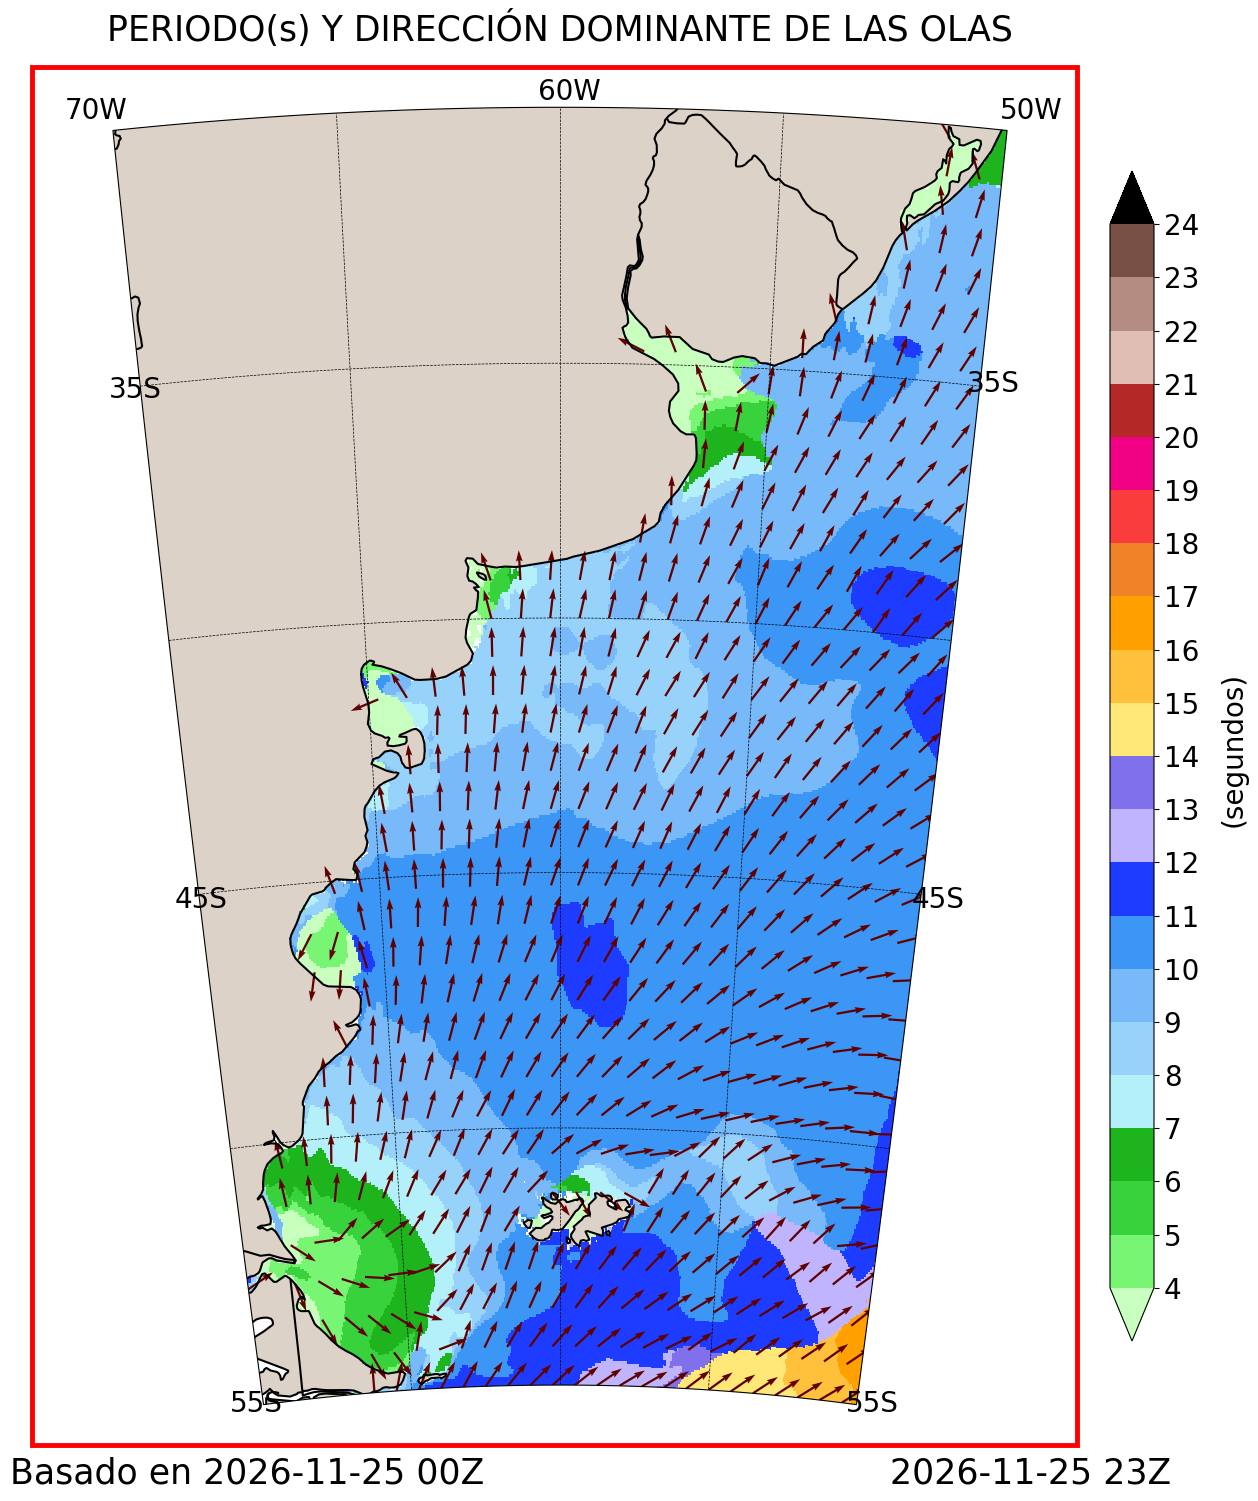 PERIODO(s) Y DIRECCIÓN DOMINANTE DE LAS OLAS
70W
60W
50W
35S
35S
45S
45S
55S
55S
24
23
22
21
20
19
18
17
16
15
14
13
12
11
10
9
8
7
6
5
4
(segundos)
Basado en 2026-11-25 00Z
2026-11-25 23Z